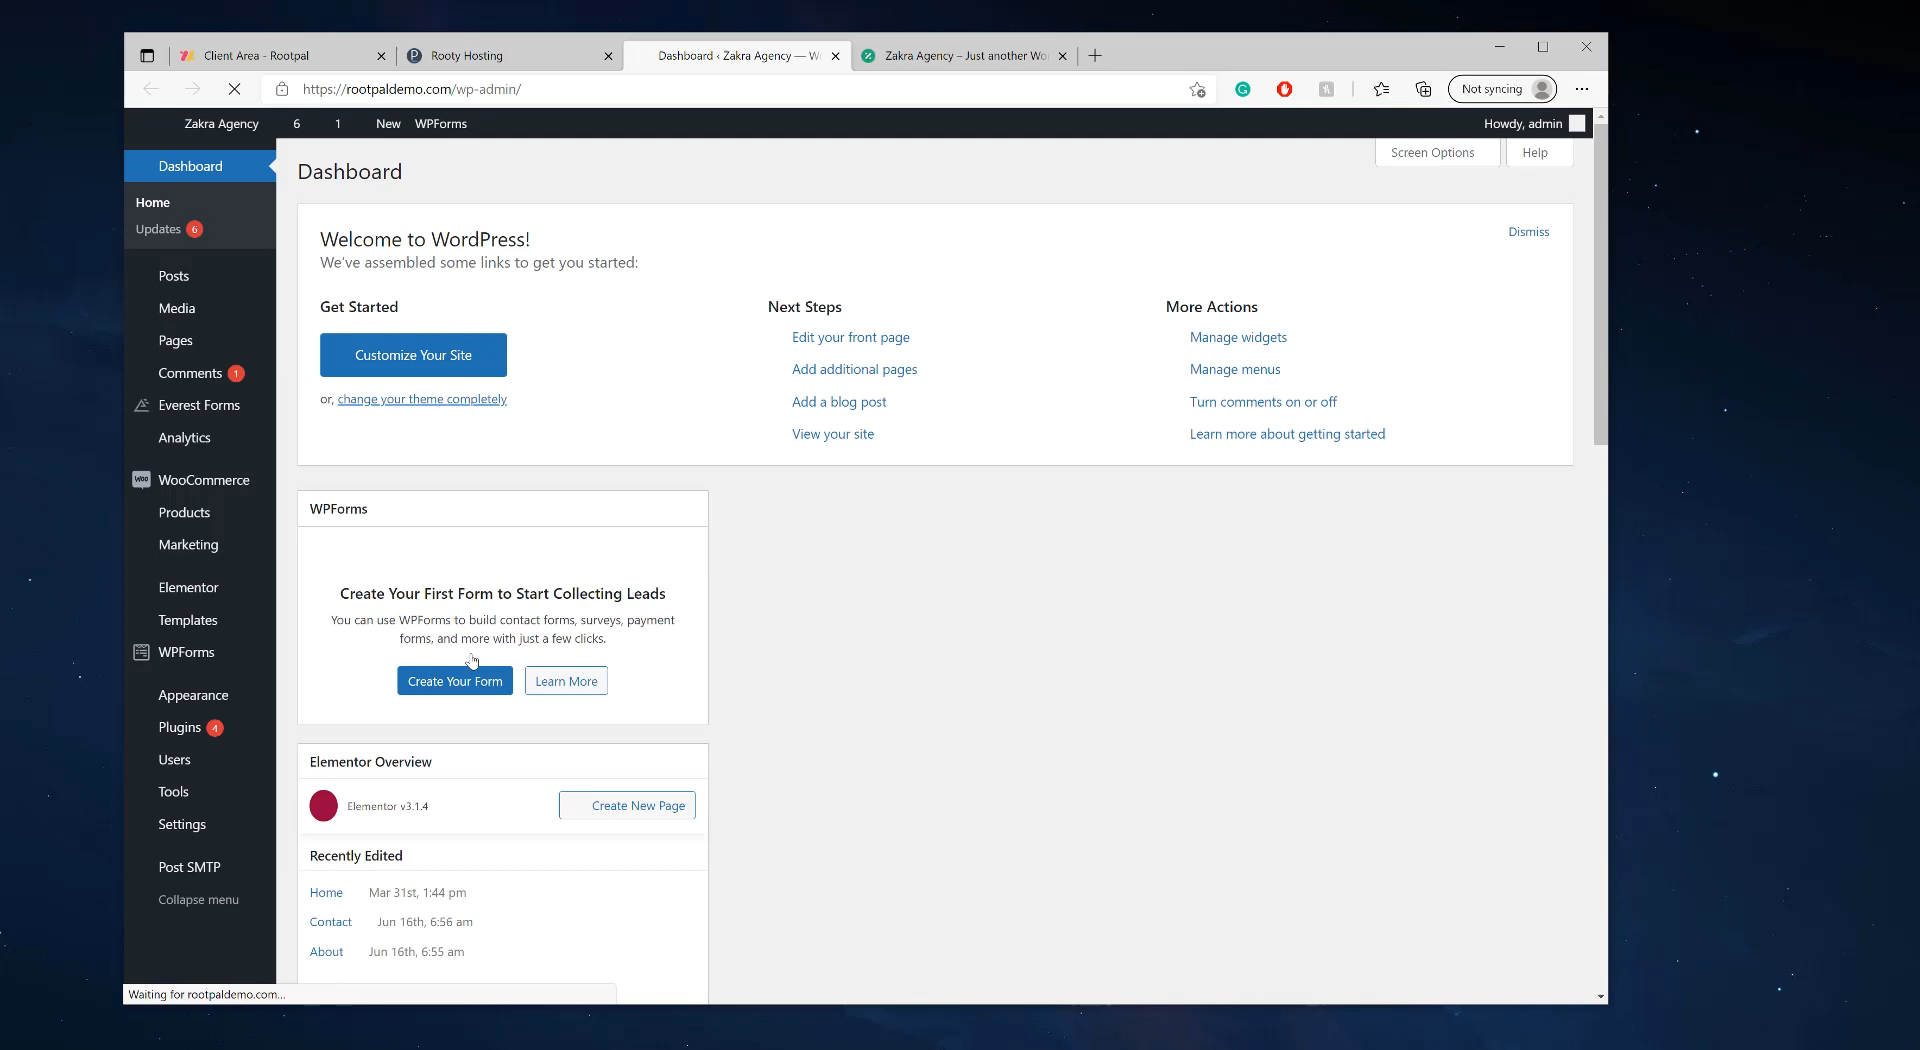 Client Area - Rootpal
Rooty Hosting
Dashboard ‹ Zakra Agency — W
Zakra Agency – Just another Wo
https://rootpaldemo.com/wp-admin/
Not syncing
Zakra Agency 6 1 New WPForms
Howdy, admin
Dashboard
Home
Updates 6
Posts
Media
Pages
Comments 1
Everest Forms
Analytics
Woo WooCommerce
Products
Marketing
Elementor
Templates
WPForms
Appearance
Plugins 4
Users
Tools
Settings
Post SMTP
Collapse menu
Screen Options
Help
Dashboard
Welcome to WordPress!
We've assembled some links to get you started:
Dismiss
Get Started
Customize Your Site
or, change your theme completely
Next Steps
Edit your front page
Add additional pages
Add a blog post
View your site
More Actions
Manage widgets
Manage menus
Turn comments on or off
Learn more about getting started
WPForms
Create Your First Form to Start Collecting Leads
You can use WPForms to build contact forms, surveys, payment
forms, and more with just a few clicks.
Create Your Form
Learn More
Elementor Overview
Elementor v3.1.4
Create New Page
Recently Edited
Home Mar 31st, 1:44 pm
Contact Jun 16th, 6:56 am
About Jun 16th, 6:55 am
Waiting for rootpaldemo.com...